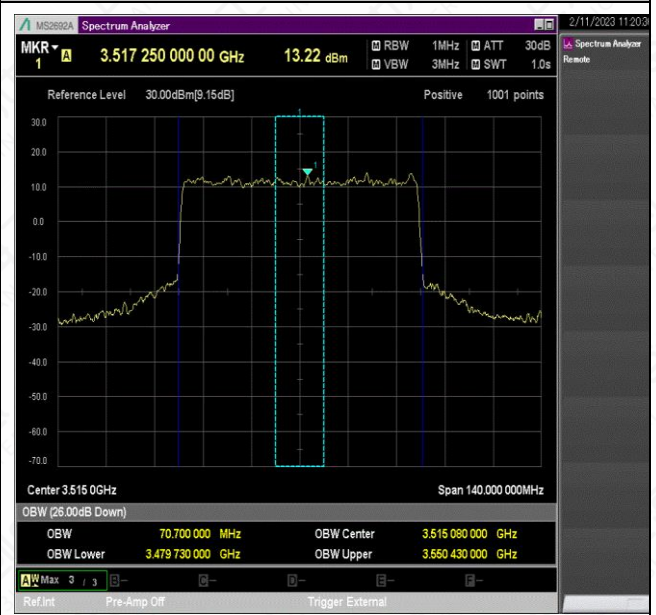 MS2692A Spectrum Analyzer
2/11/2023 11:20:3
MKR 1 A 3.517 250 000 00 GHz 13.22 dBm M RBW 1MHz M ATT 30dB
M VBW 3MHz M SWT 1.0s
Spectrum Analyzer
Remote
Reference Level 30.00dBm[9.15dB] Positive 1001 points
1
30.0
20.0
1
10.0
0.0
-10.0
-20.0
-30.0
-40.0
-50.0
-60.0
-70.0
Center 3.515 0GHz Span 140.000 000MHz
OBW (26.00dB Down)
OBW 70.700 000 MHz OBW Center 3.515 080 000 GHz
OBW Lower 3.479 730 000 GHz OBW Upper 3.550 430 000 GHz
A W Max 3 / 3 B- C- D- E- F-
Ref.Int Pre-Amp Off Trigger External